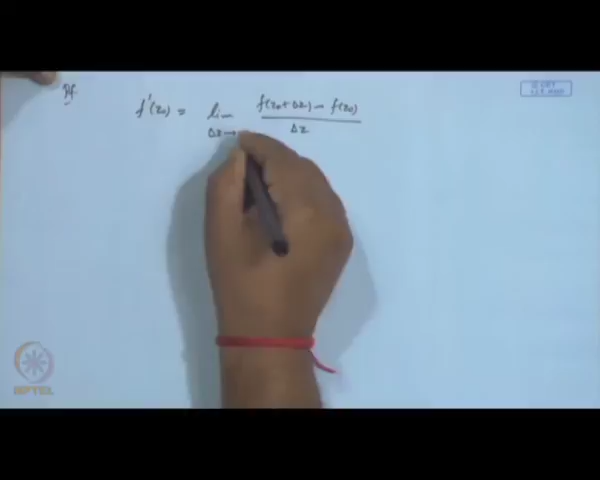 Pf.
f'(z₀) = lim f(z₀+Δz) − f(z₀)
Δz→ Δz
NPTEL